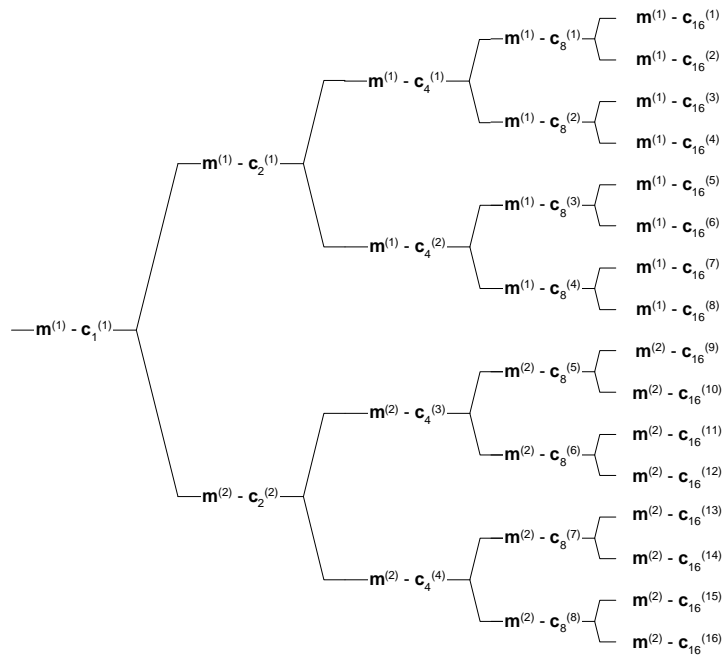 m⁽¹⁾ - c₁₆⁽¹⁾
m⁽¹⁾ - c₈⁽¹⁾
m⁽¹⁾ - c₁₆⁽²⁾
m⁽¹⁾ - c₄⁽¹⁾
m⁽¹⁾ - c₁₆⁽³⁾
m⁽¹⁾ - c₈⁽²⁾
m⁽¹⁾ - c₁₆⁽⁴⁾
m⁽¹⁾ - c₂⁽¹⁾
m⁽¹⁾ - c₁₆⁽⁵⁾
m⁽¹⁾ - c₈⁽³⁾
m⁽¹⁾ - c₁₆⁽⁶⁾
m⁽¹⁾ - c₄⁽²⁾
m⁽¹⁾ - c₁₆⁽⁷⁾
m⁽¹⁾ - c₈⁽⁴⁾
m⁽¹⁾ - c₁₆⁽⁸⁾
m⁽¹⁾ - c₁⁽¹⁾
m⁽²⁾ - c₁₆⁽⁹⁾
m⁽²⁾ - c₈⁽⁵⁾
m⁽²⁾ - c₁₆⁽¹⁰⁾
m⁽²⁾ - c₄⁽³⁾
m⁽²⁾ - c₁₆⁽¹¹⁾
m⁽²⁾ - c₈⁽⁶⁾
m⁽²⁾ - c₁₆⁽¹²⁾
m⁽²⁾ - c₂⁽²⁾
m⁽²⁾ - c₁₆⁽¹³⁾
m⁽²⁾ - c₈⁽⁷⁾
m⁽²⁾ - c₁₆⁽¹⁴⁾
m⁽²⁾ - c₄⁽⁴⁾
m⁽²⁾ - c₁₆⁽¹⁵⁾
m⁽²⁾ - c₈⁽⁸⁾
m⁽²⁾ - c₁₆⁽¹⁶⁾